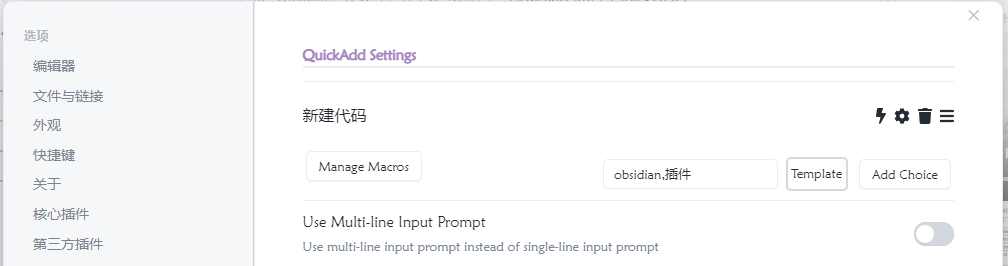 选项
编辑器
文件与链接
外观
快捷键
关于
核心插件
第三方插件
QuickAdd Settings
新建代码
Manage Macros
obsidian,插件
Template
Add Choice
Use Multi-line Input Prompt
Use multi-line input prompt instead of single-line input prompt